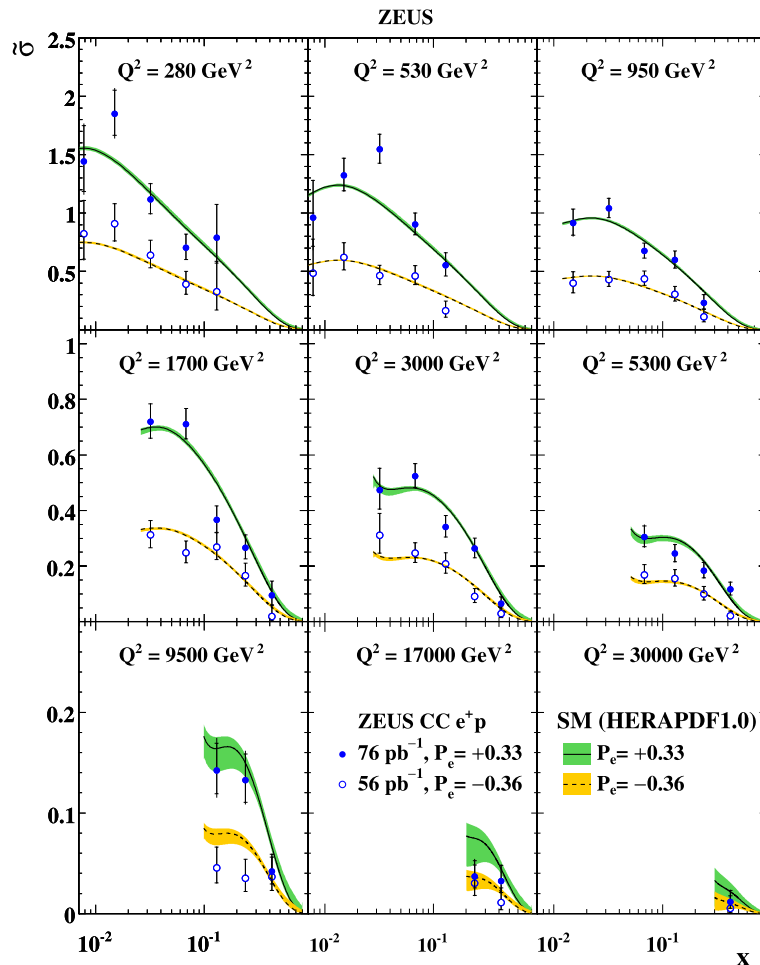 ZEUS
σ̃
Q² = 280 GeV² Q² = 530 GeV² Q² = 950 GeV²
2.5
2
1.5
1
0.5
Q² = 1700 GeV² Q² = 3000 GeV² Q² = 5300 GeV²
1
0.8
0.6
0.4
0.2
Q² = 9500 GeV² Q² = 17000 GeV² Q² = 30000 GeV²
0.2
0.1
0
ZEUS CC e⁺p
76 pb⁻¹, Pₑ= +0.33
56 pb⁻¹, Pₑ= −0.36
SM (HERAPDF1.0)
Pₑ= +0.33
Pₑ= −0.36
10⁻² 10⁻¹ 10⁻² 10⁻¹ 10⁻² 10⁻¹ x